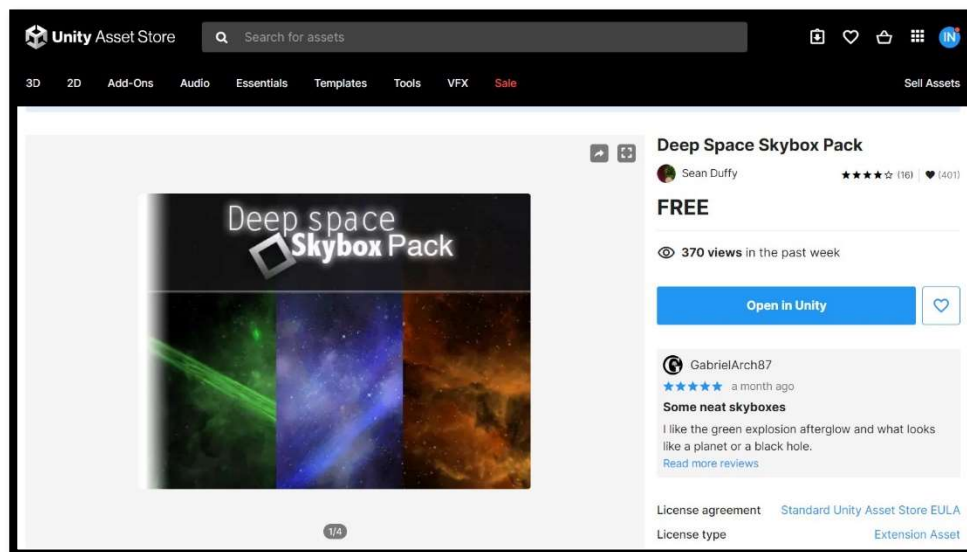 Unity Asset Store
Search for assets
IN
3D 2D Add-Ons Audio Essentials Templates Tools VFX Sale Sell Assets
Deep space
Skybox Pack
1/4
Deep Space Skybox Pack
Sean Duffy ★★★★☆ (16) | ♥ (401)
FREE
370 views in the past week
Open in Unity
GabrielArch87
★★★★★ a month ago
Some neat skyboxes
I like the green explosion afterglow and what looks
like a planet or a black hole.
Read more reviews
License agreement Standard Unity Asset Store EULA
License type Extension Asset